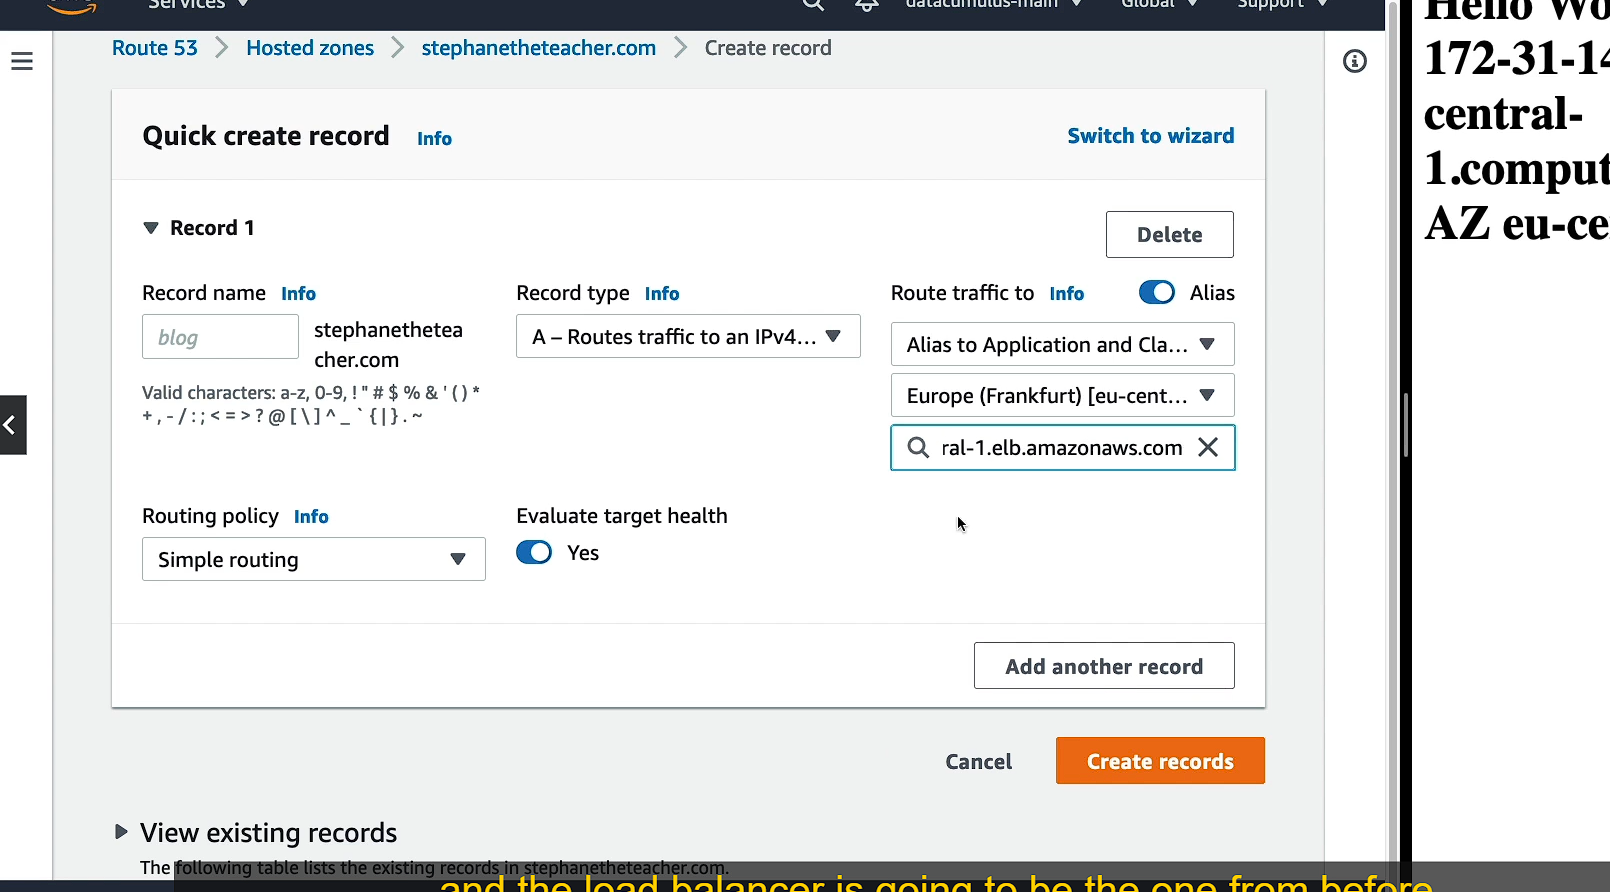 Services
datacumulus-main
Global
Support
Route 53 > Hosted zones > stephanetheteacher.com > Create record
Quick create record Info
Switch to wizard
Record 1
Delete
Record name Info
blog
stephanethetea
cher.com
Valid characters: a-z, 0-9, ! " # $ % & ' ( ) *
+ , - / : ; < = > ? @ [ \ ] ^ _ ` { | } . ~
Record type Info
A – Routes traffic to an IPv4...
Route traffic to Info
Alias
Alias to Application and Cla...
Europe (Frankfurt) [eu-cent...
ral-1.elb.amazonaws.com
Routing policy Info
Simple routing
Evaluate target health
Yes
Add another record
Cancel
Create records
View existing records
The following table lists the existing records in stephanetheteacher.com.
and the load balancer is going to be the one from before
Hello Wo
172-31-14
central-
1.comput
AZ eu-ce